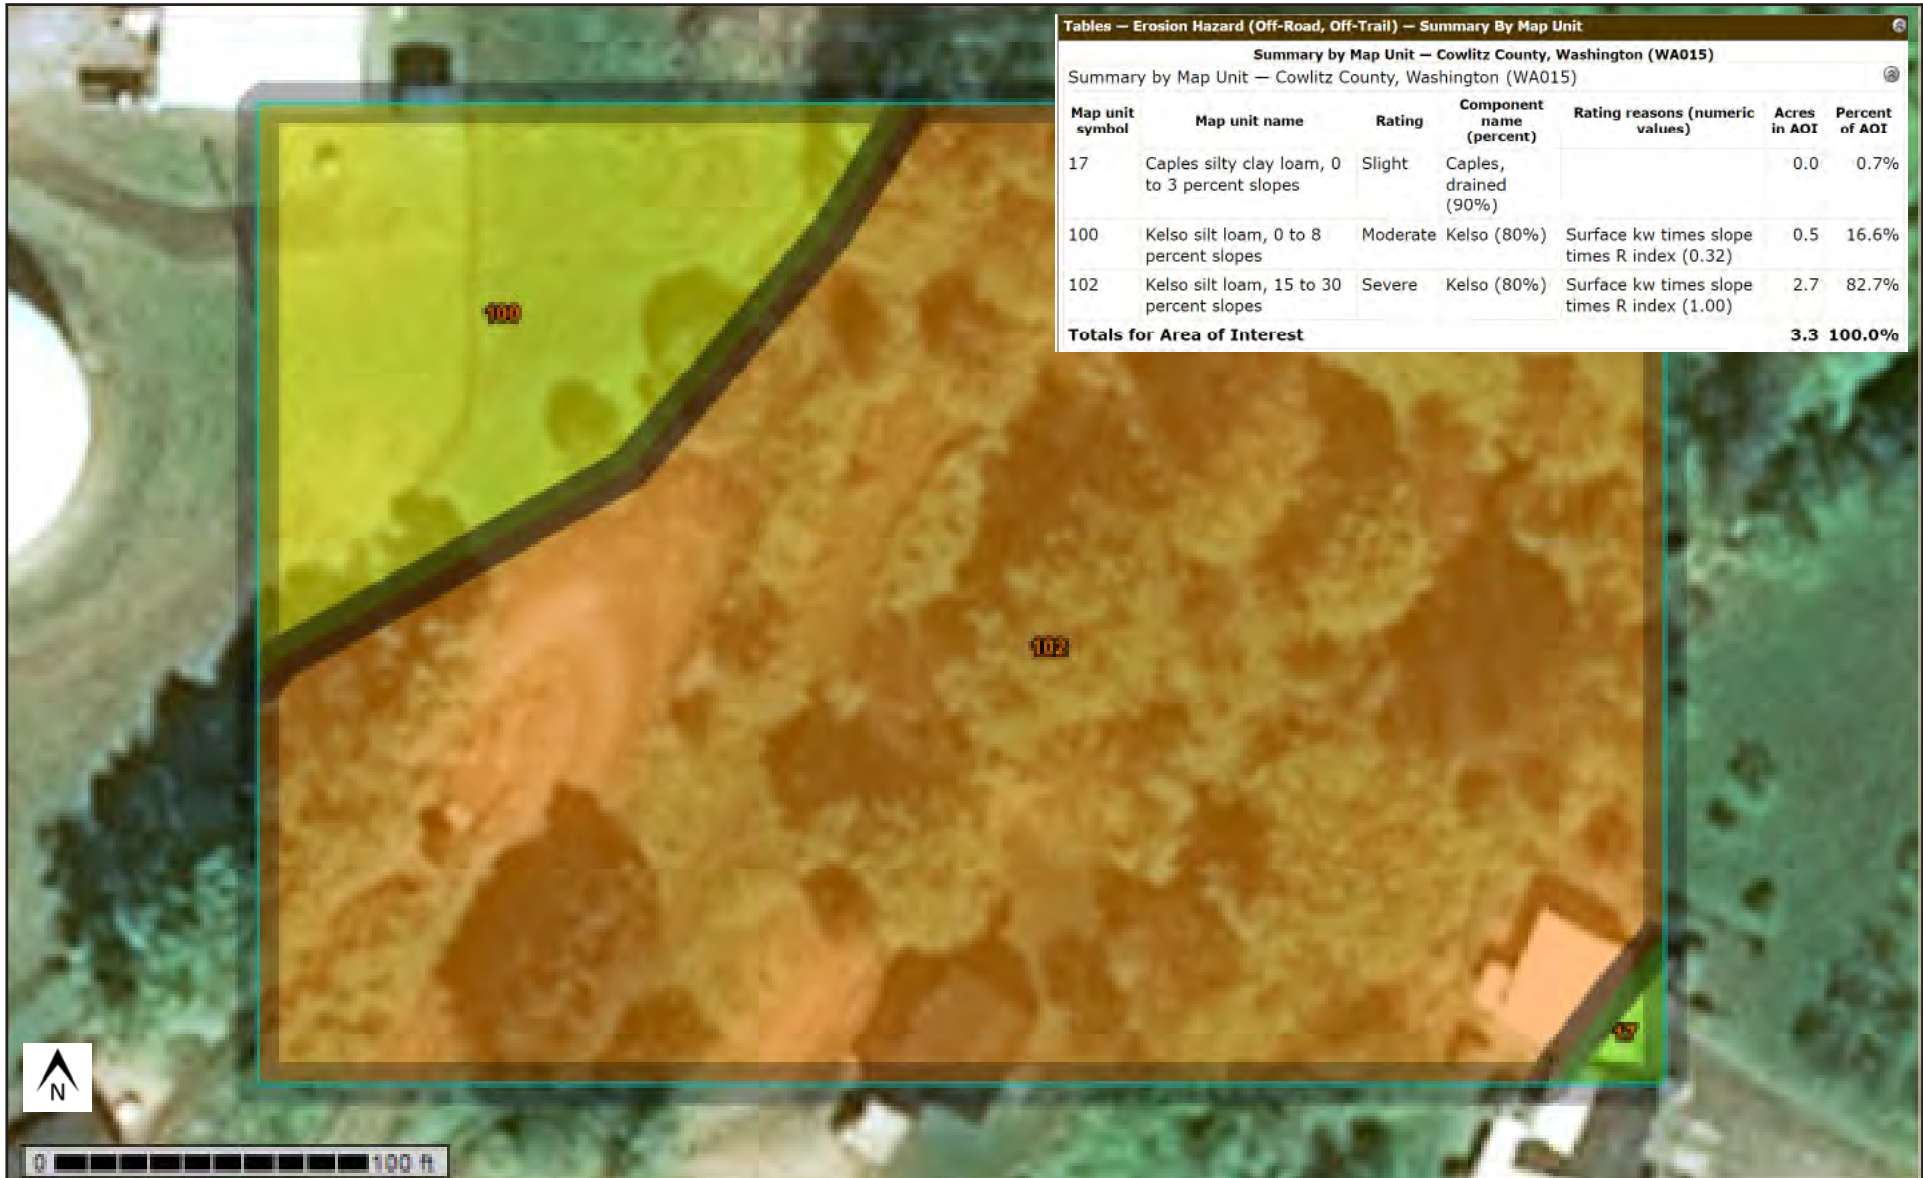 Tables — Erosion Hazard (Off-Road, Off-Trail) — Summary By Map Unit
Summary by Map Unit — Cowlitz County, Washington (WA015)
Summary by Map Unit — Cowlitz County, Washington (WA015)
Map unit symbol Map unit name Rating Component name (percent) Rating reasons (numeric values) Acres in AOI Percent of AOI
17 Caples silty clay loam, 0 to 3 percent slopes Slight Caples, drained (90%) 0.0 0.7%
100 Kelso silt loam, 0 to 8 percent slopes Moderate Kelso (80%) Surface kw times slope times R index (0.32) 0.5 16.6%
102 Kelso silt loam, 15 to 30 percent slopes Severe Kelso (80%) Surface kw times slope times R index (1.00) 2.7 82.7%
Totals for Area of Interest 3.3 100.0%
100
102
17
N
0 100 ft